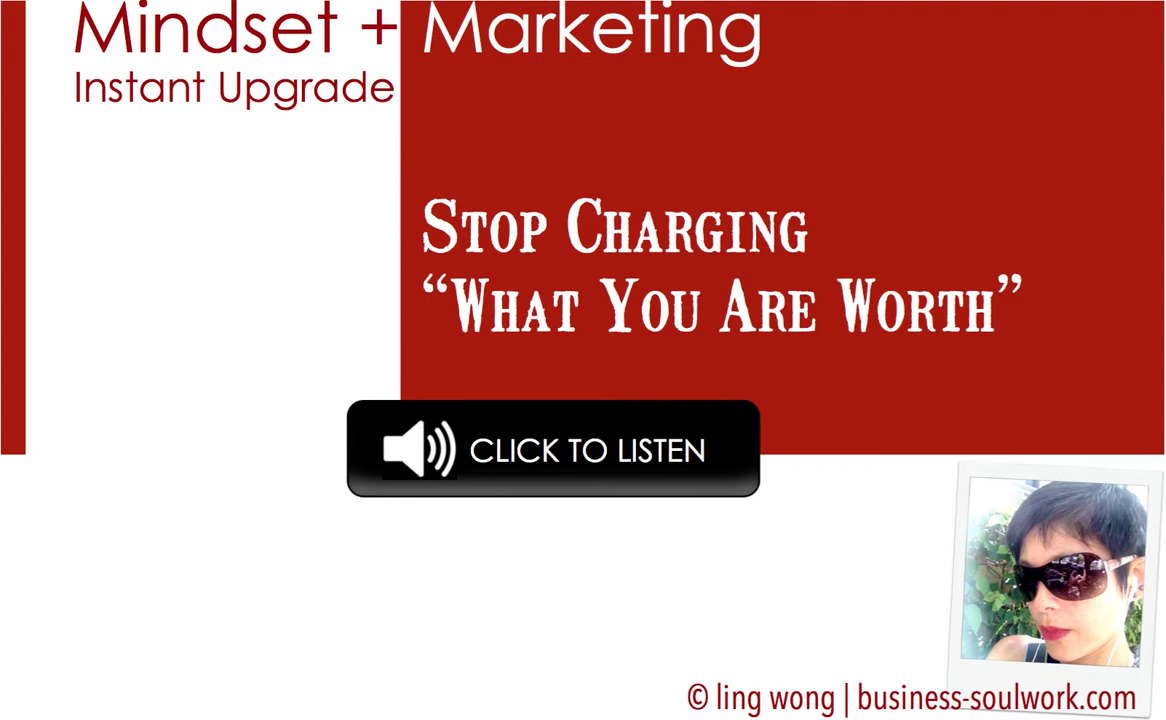 Mindset + Marketing
Instant Upgrade
Stop Charging
“What You Are Worth”
CLICK TO LISTEN
© ling wong | business-soulwork.com